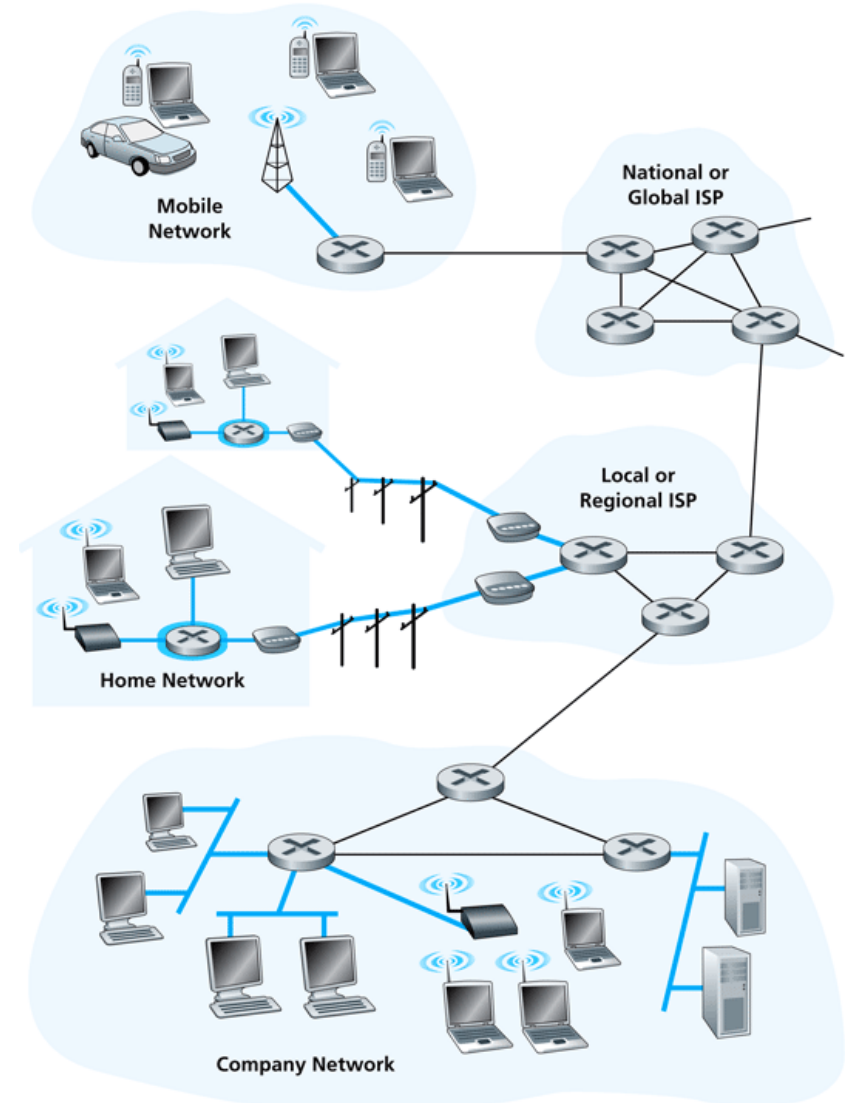 National or
Global ISP
Mobile
Network
Local or
Regional ISP
Home Network
Company Network